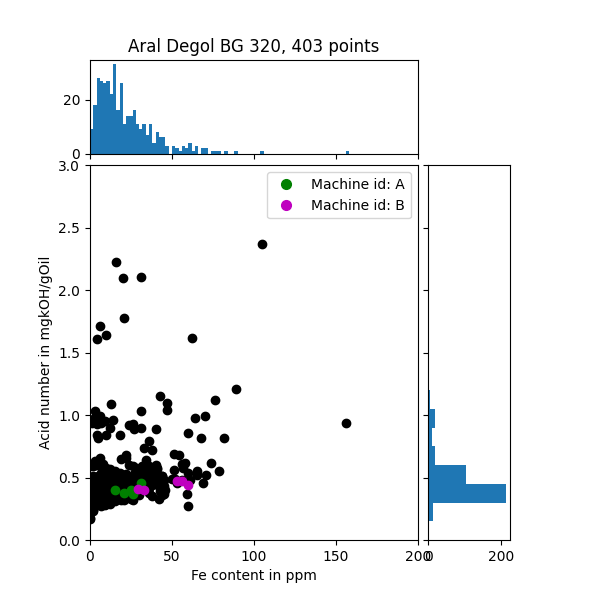 Aral Degol BG 320, 403 points
20
0
3.0
2.5
2.0
1.5
1.0
0.5
0.0
Acid number in mgkOH/gOil
Machine id: A
Machine id: B
0 50 100 150 200
0 200
Fe content in ppm